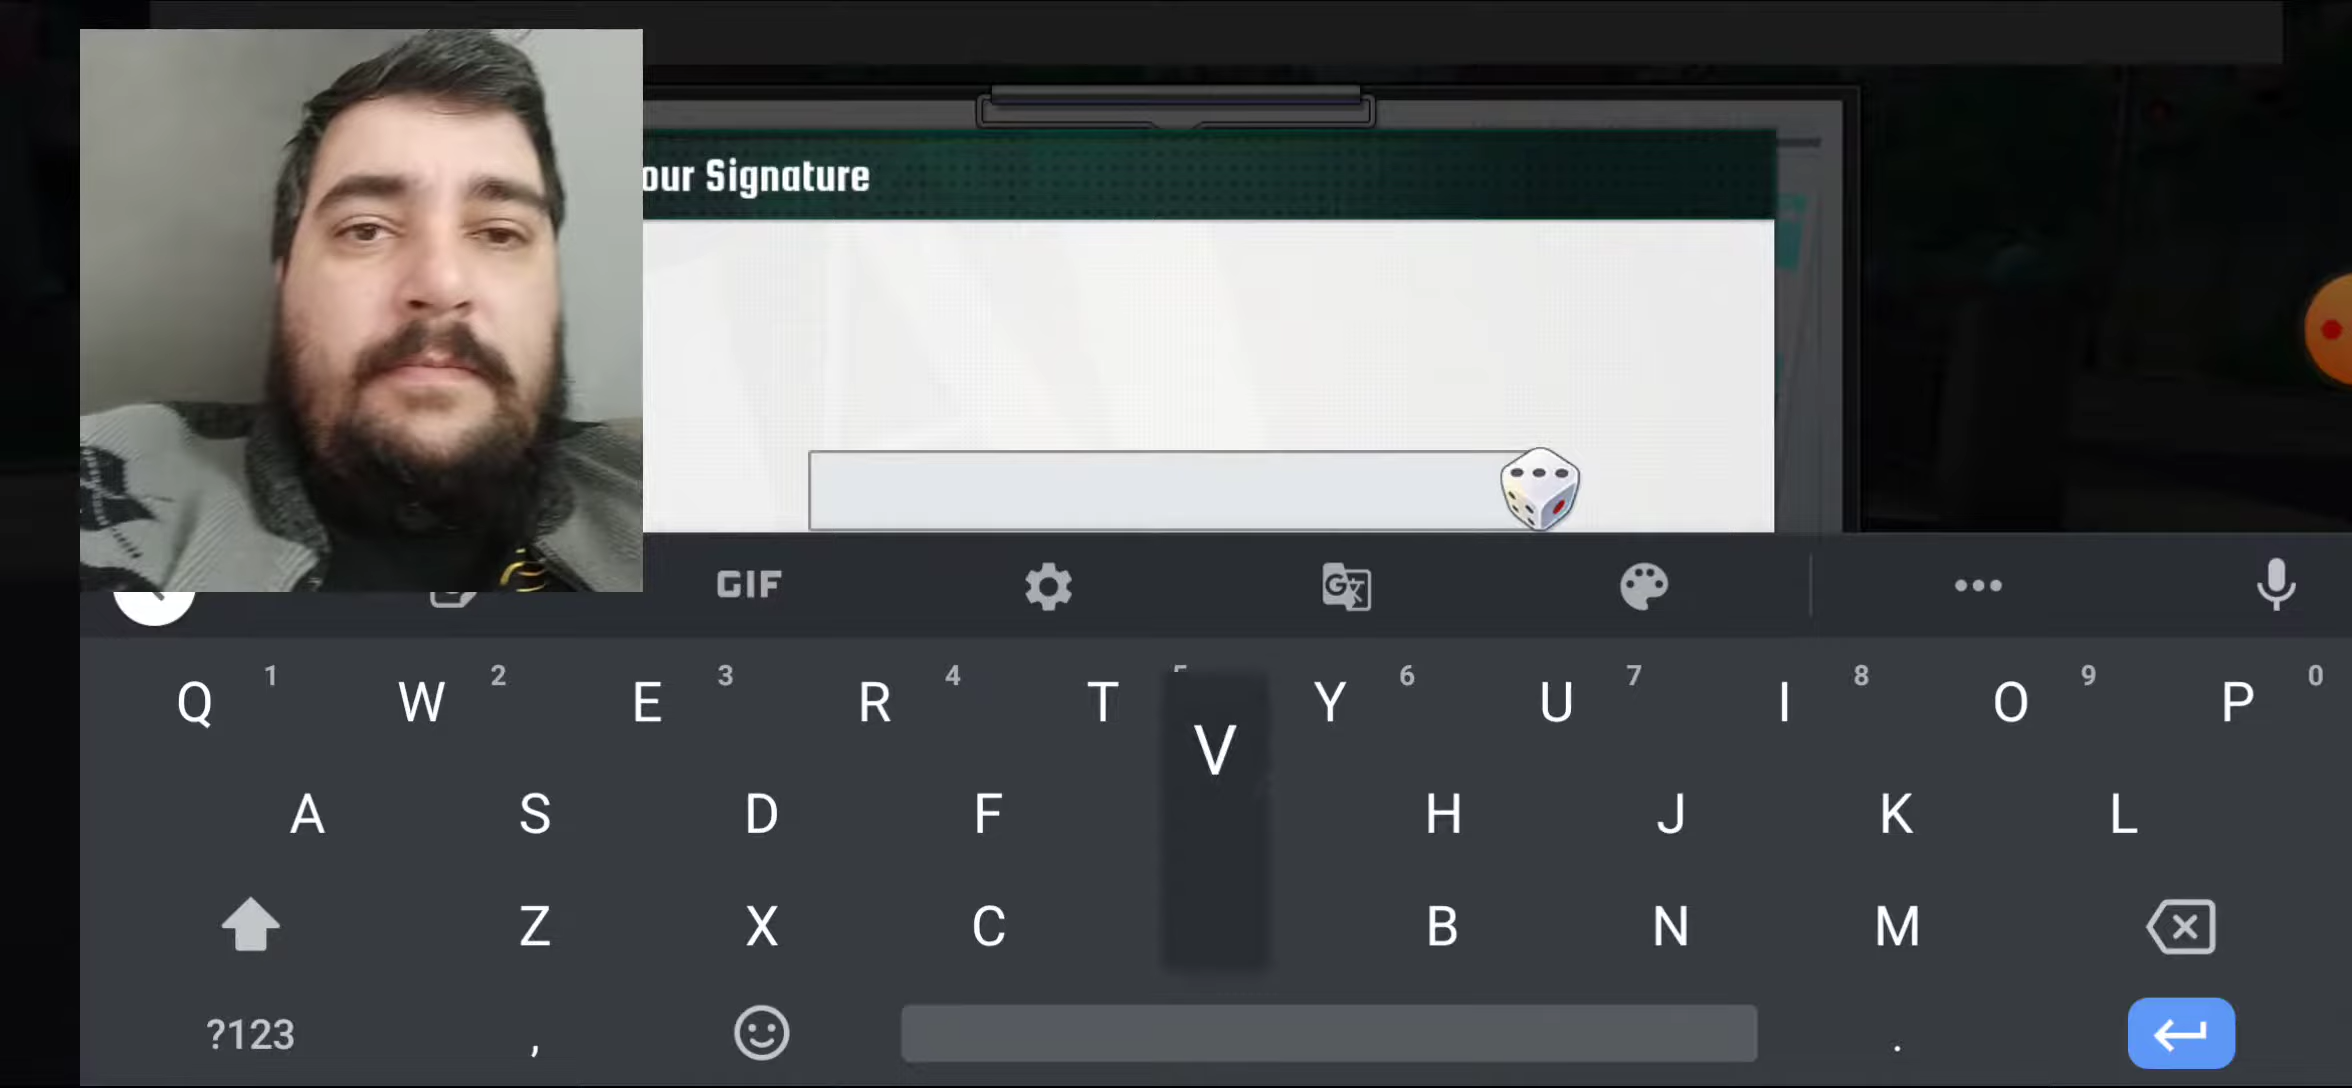 our Signature
GIF
Q 1 W 2 E 3 R 4 T Y 6 U 7 I 8 O 9 P 0
V
A S D F H J K L
Z X C B N M
?123 , .